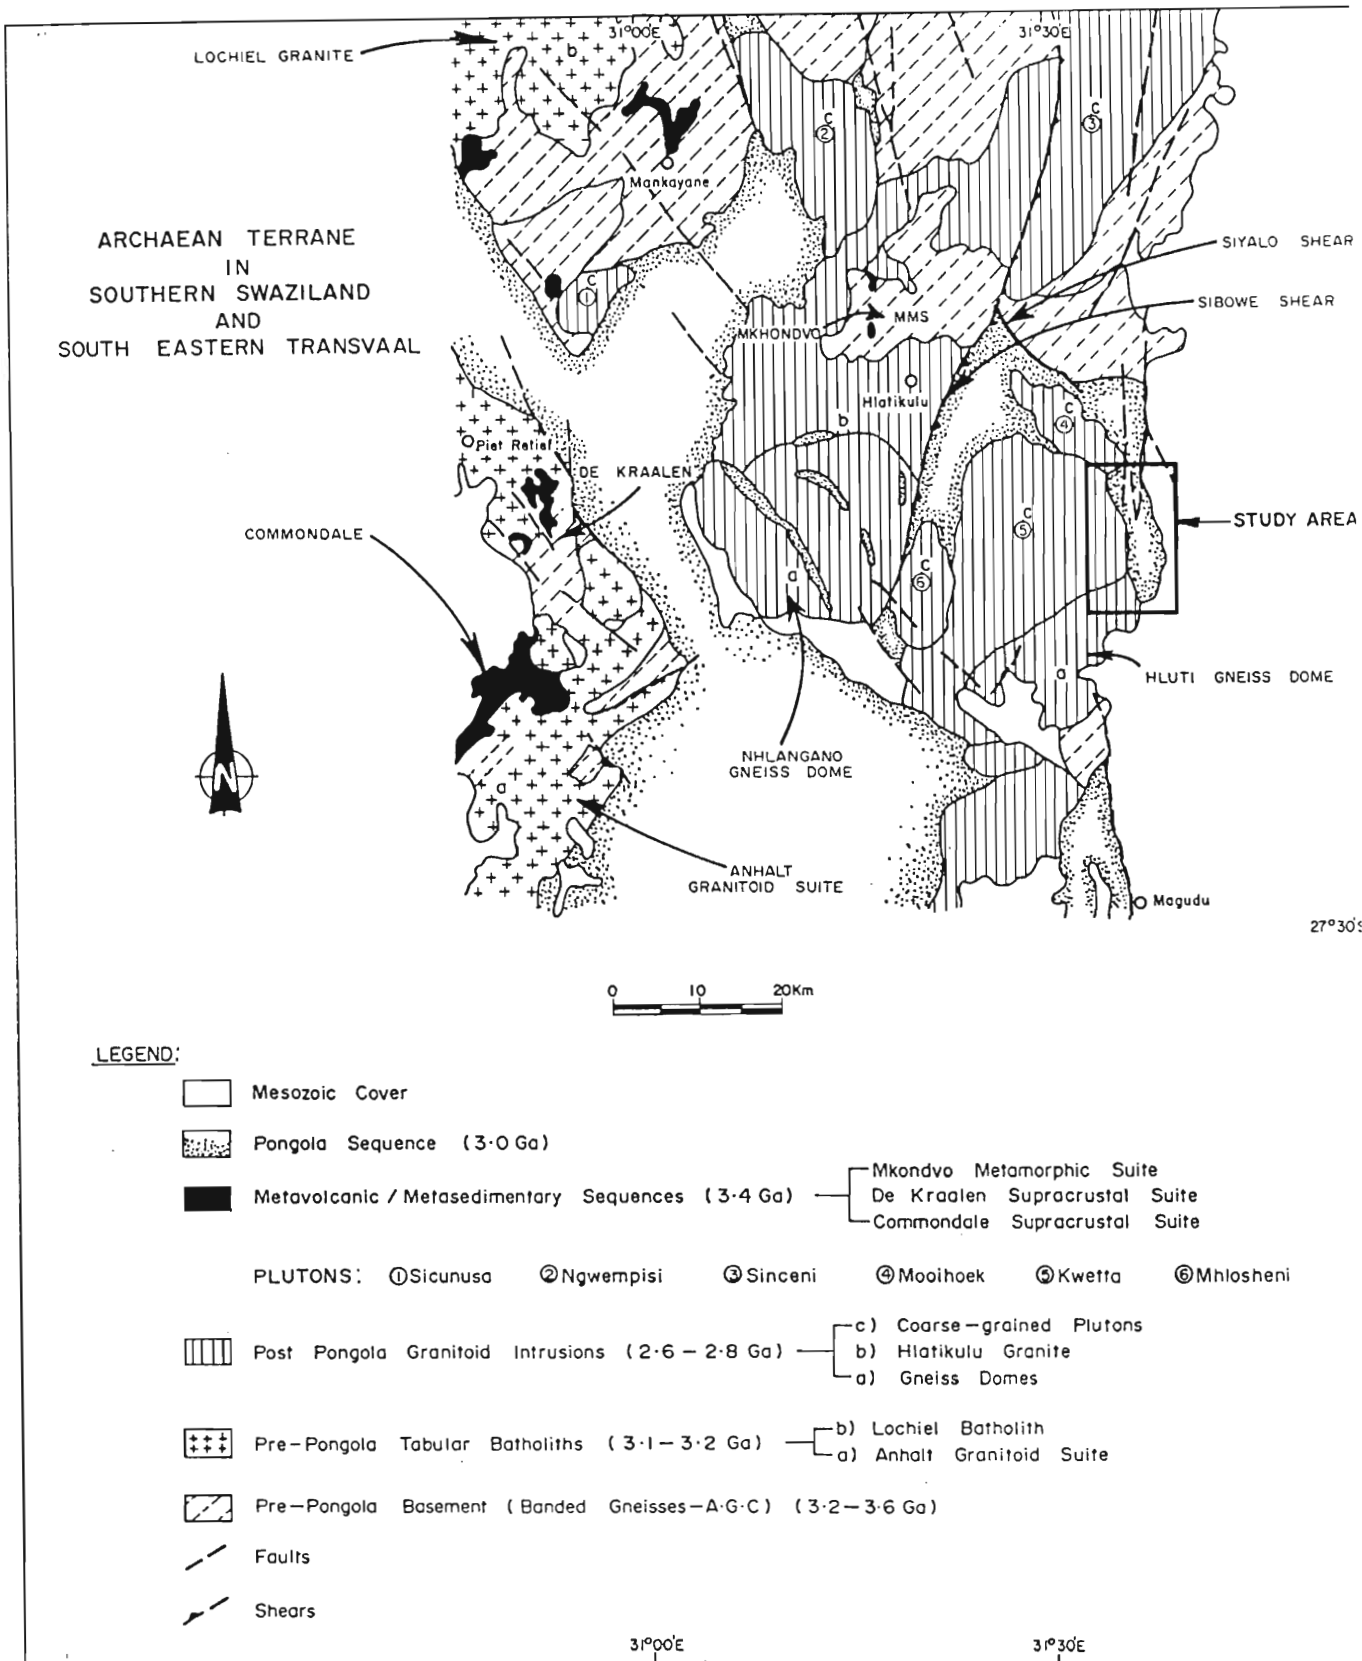 31°00'E
31°30'E
LOCHIEL GRANITE
b
c
②
c
③
Mankayane
ARCHAEAN TERRANE
IN
SOUTHERN SWAZILAND
AND
SOUTH EASTERN TRANSVAAL
SIYALO SHEAR
c
①
SIBOWE SHEAR
MKHONDVO
MMS
Hlatikulu
b
c
④
Piet Retief
DE KRAALEN
COMMONDALE
c
⑤
STUDY AREA
c
⑥
a
a
HLUTI GNEISS DOME
N
NHLANGANO
GNEISS DOME
a
ANHALT
GRANITOID SUITE
Magudu
27°30'S
0 10 20Km
LEGEND:
Mesozoic Cover
Pongola Sequence (3·0 Ga)
Metavolcanic / Metasedimentary Sequences (3·4 Ga)
Mkondvo Metamorphic Suite
De Kraalen Supracrustal Suite
Commondale Supracrustal Suite
PLUTONS: ①Sicunusa ②Ngwempisi ③Sinceni ④Mooihoek ⑤Kwetta ⑥Mhlosheni
Post Pongola Granitoid Intrusions (2·6 – 2·8 Ga)
c) Coarse–grained Plutons
b) Hlatikulu Granite
a) Gneiss Domes
Pre–Pongola Tabular Batholiths (3·1 – 3·2 Ga)
b) Lochiel Batholith
a) Anhalt Granitoid Suite
Pre–Pongola Basement (Banded Gneisses–A·G·C) (3·2 – 3·6 Ga)
Faults
Shears
31°00'E
31°30'E